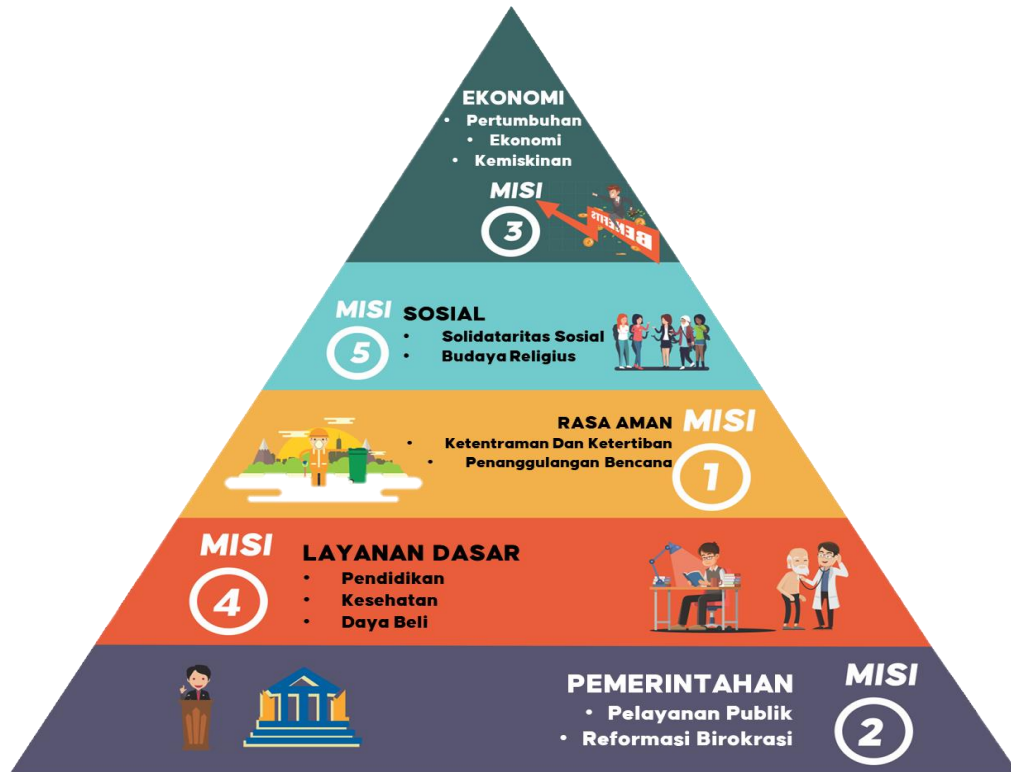 EKONOMI
• Pertumbuhan
• Ekonomi
• Kemiskinan
MISI
3
BENEFITS
MISI
5
SOSIAL
• Solidataritas Sosial
• Budaya Religius
RASA AMAN
• Ketentraman Dan Ketertiban
• Penanggulangan Bencana
MISI
1
MISI
4
LAYANAN DASAR
• Pendidikan
• Kesehatan
• Daya Beli
PEMERINTAHAN
• Pelayanan Publik
• Reformasi Birokrasi
MISI
2